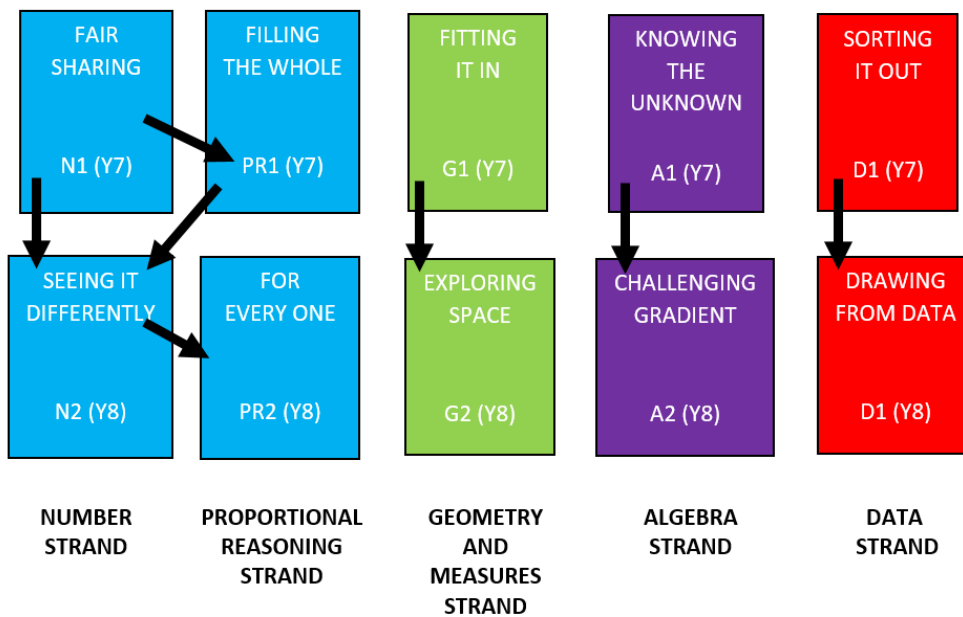 FAIR
SHARING
N1 (Y7)
FILLING
THE WHOLE
PR1 (Y7)
FITTING
IT IN
G1 (Y7)
KNOWING
THE
UNKNOWN
A1 (Y7)
SORTING
IT OUT
D1 (Y7)
SEEING IT
DIFFERENTLY
N2 (Y8)
FOR
EVERY ONE
PR2 (Y8)
EXPLORING
SPACE
G2 (Y8)
CHALLENGING
GRADIENT
A2 (Y8)
DRAWING
FROM DATA
D1 (Y8)
NUMBER
STRAND
PROPORTIONAL
REASONING
STRAND
GEOMETRY
AND
MEASURES
STRAND
ALGEBRA
STRAND
DATA
STRAND